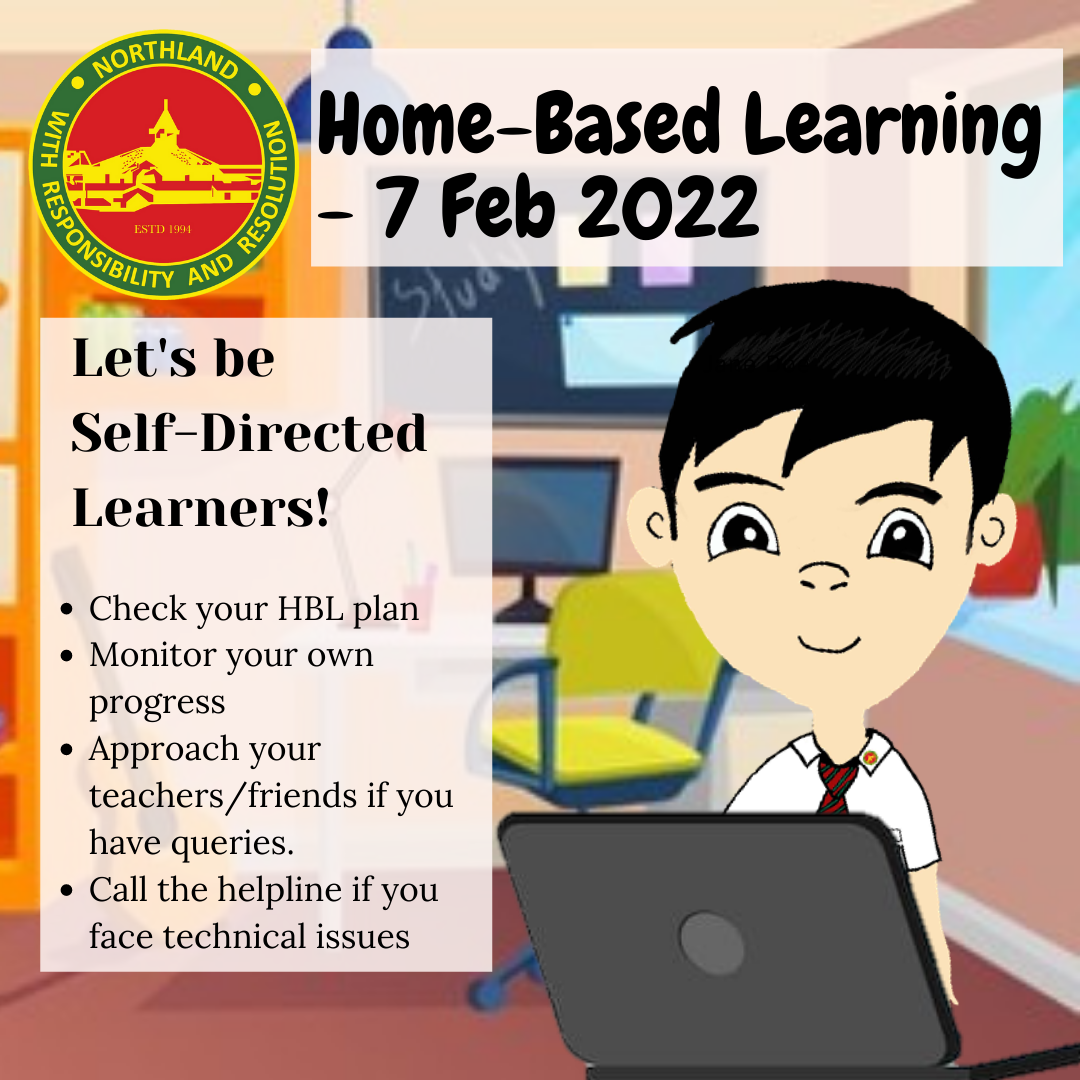 NORTHLAND
WITH RESPONSIBILITY AND RESOLUTION
ESTD 1994
Home-Based Learning
- 7 Feb 2022
Study
Let's be
Self-Directed
Learners!
• Check your HBL plan
• Monitor your own
progress
• Approach your
teachers/friends if you
have queries.
• Call the helpline if you
face technical issues